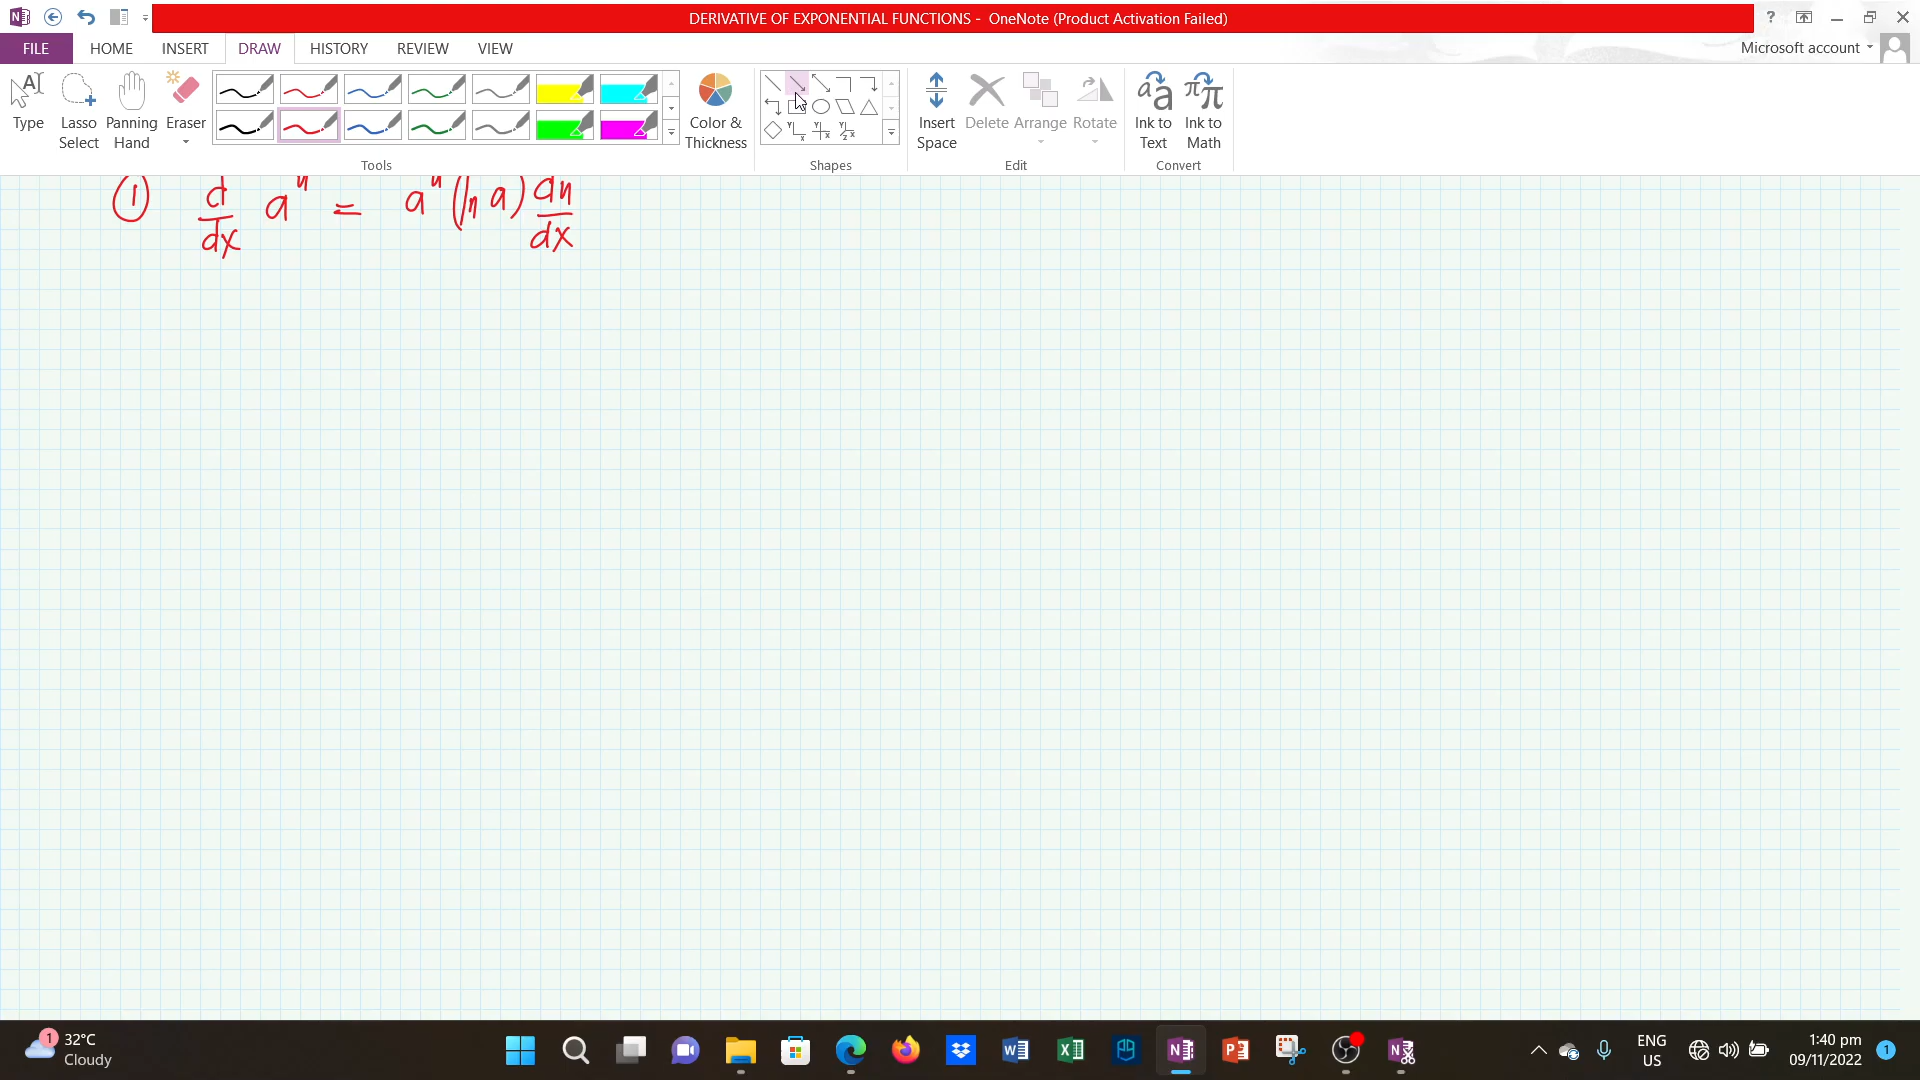 DERIVATIVE OF EXPONENTIAL FUNCTIONS - OneNote (Product Activation Failed)
FILE HOME INSERT DRAW HISTORY REVIEW VIEW
Microsoft account
Type
Lasso Select
Panning Hand
Eraser
Color & Thickness
Insert Space
Delete
Arrange
Rotate
Ink to Text
Ink to Math
Tools
Shapes
Edit
Convert
① d/dx a^u = a^u (ln a) du/dx
32°C
Cloudy
ENG
US
1:40 pm
09/11/2022
1